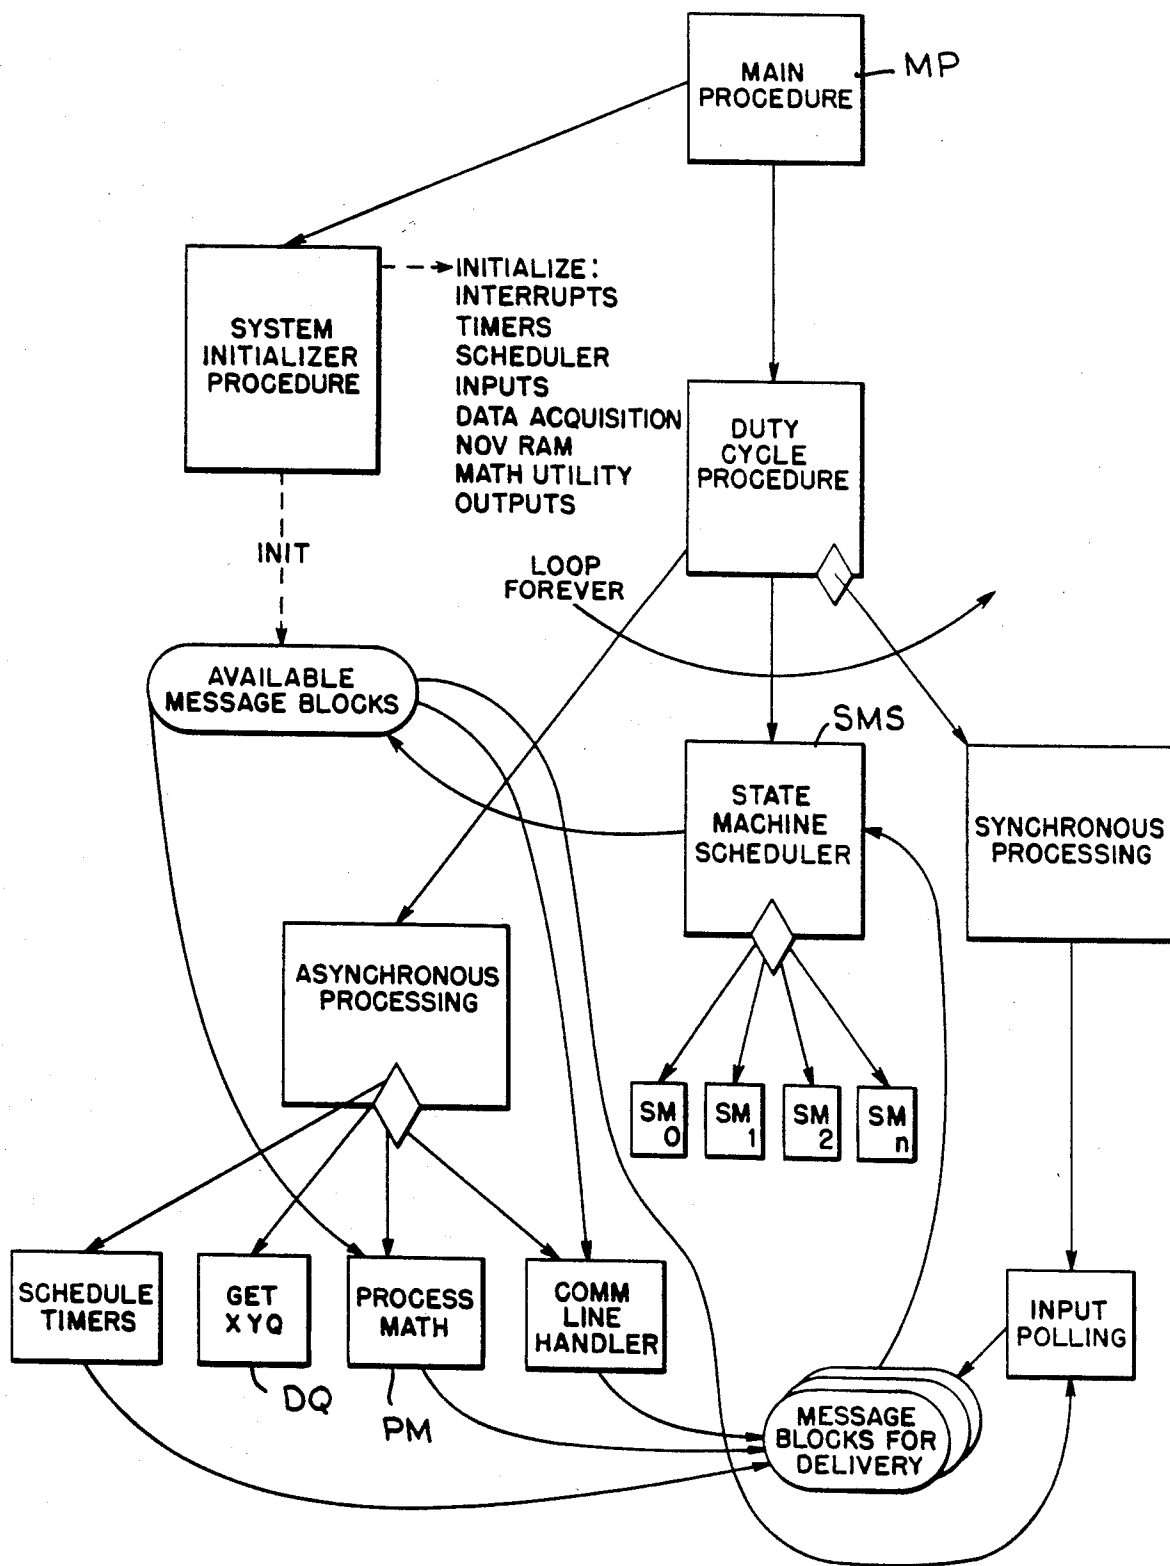 MAIN
PROCEDURE
MP
SYSTEM
INITIALIZER
PROCEDURE
INITIALIZE:
INTERRUPTS
TIMERS
SCHEDULER
INPUTS
DATA ACQUISITION
NOV RAM
MATH UTILITY
OUTPUTS
DUTY
CYCLE
PROCEDURE
INIT
LOOP
FOREVER
AVAILABLE
MESSAGE BLOCKS
SMS
STATE
MACHINE
SCHEDULER
SYNCHRONOUS
PROCESSING
ASYNCHRONOUS
PROCESSING
SM
0
SM
1
SM
2
SM
n
SCHEDULE
TIMERS
GET
XYQ
DQ
PROCESS
MATH
PM
COMM
LINE
HANDLER
INPUT
POLLING
MESSAGE
BLOCKS FOR
DELIVERY